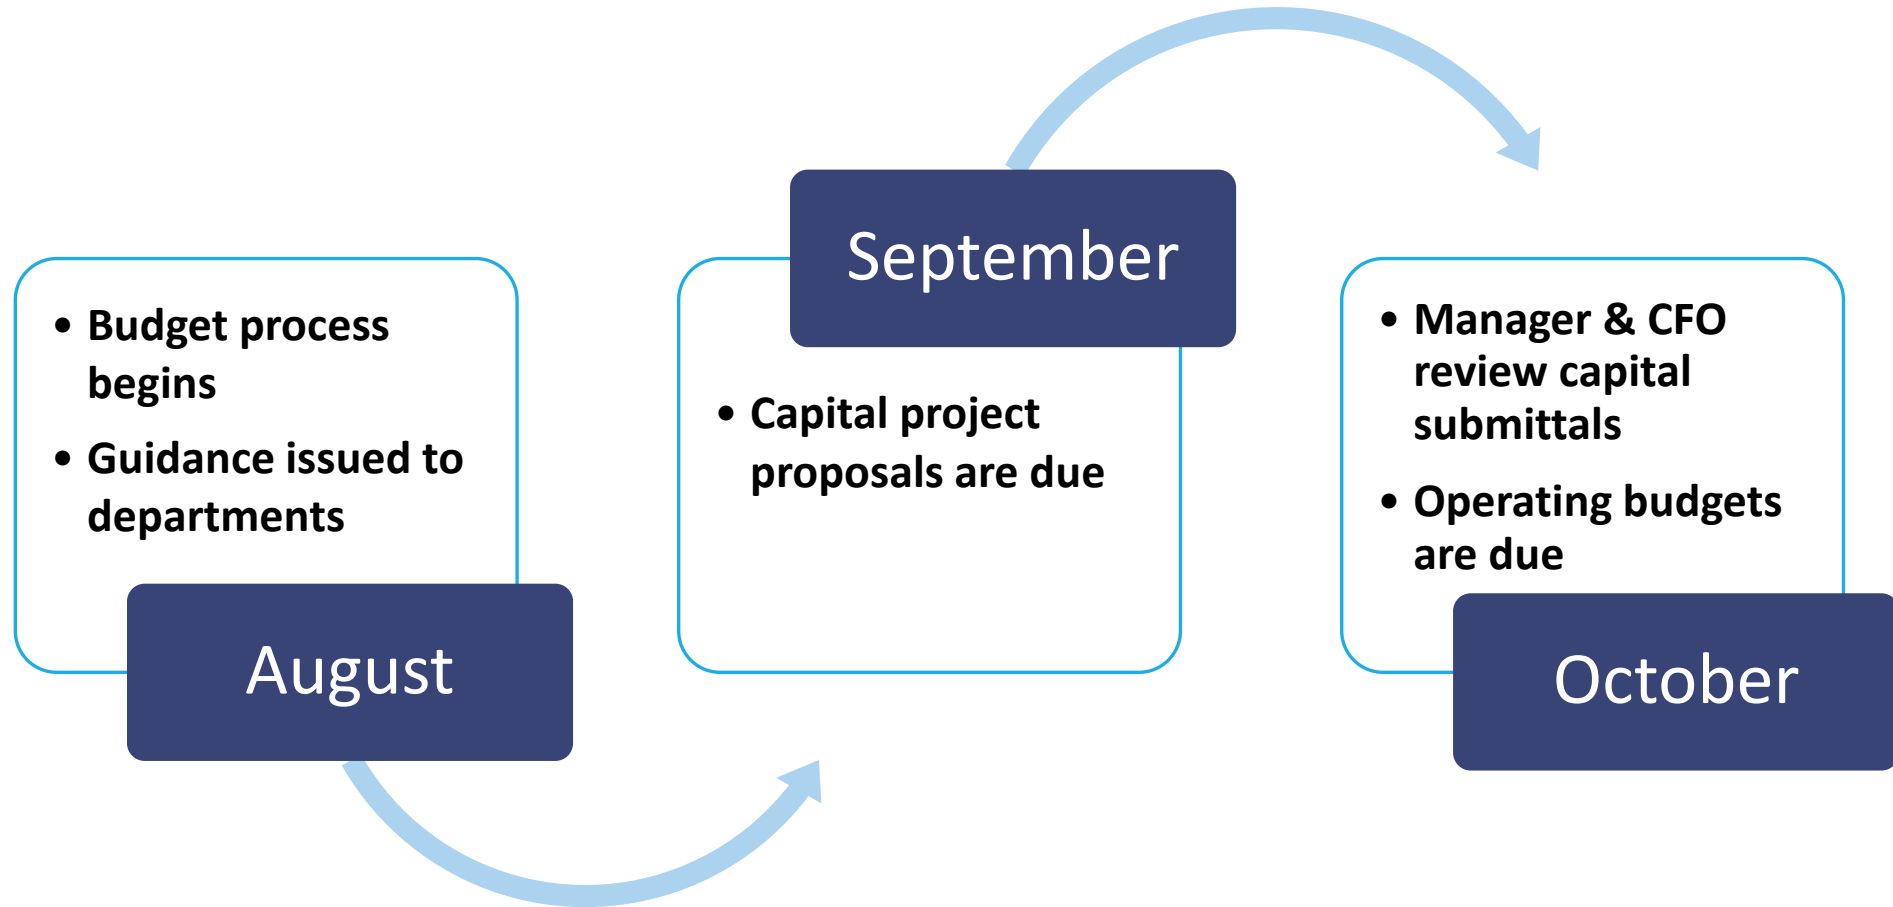 • Budget process
begins
• Guidance issued to
departments
August
September
• Capital project
proposals are due
• Manager & CFO
review capital
submittals
• Operating budgets
are due
October